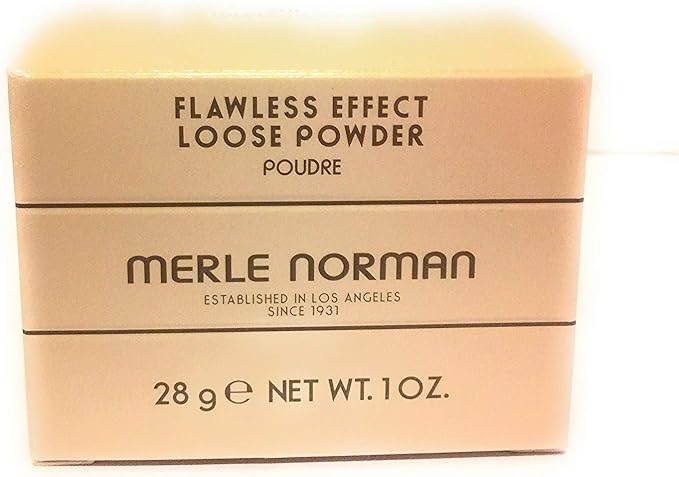 FLAWLESS EFFECT
LOOSE POWDER
POUDRE
MERLE NORMAN
ESTABLISHED IN LOS ANGELES
SINCE 1931
28 g ℮ NET WT. 1 OZ.